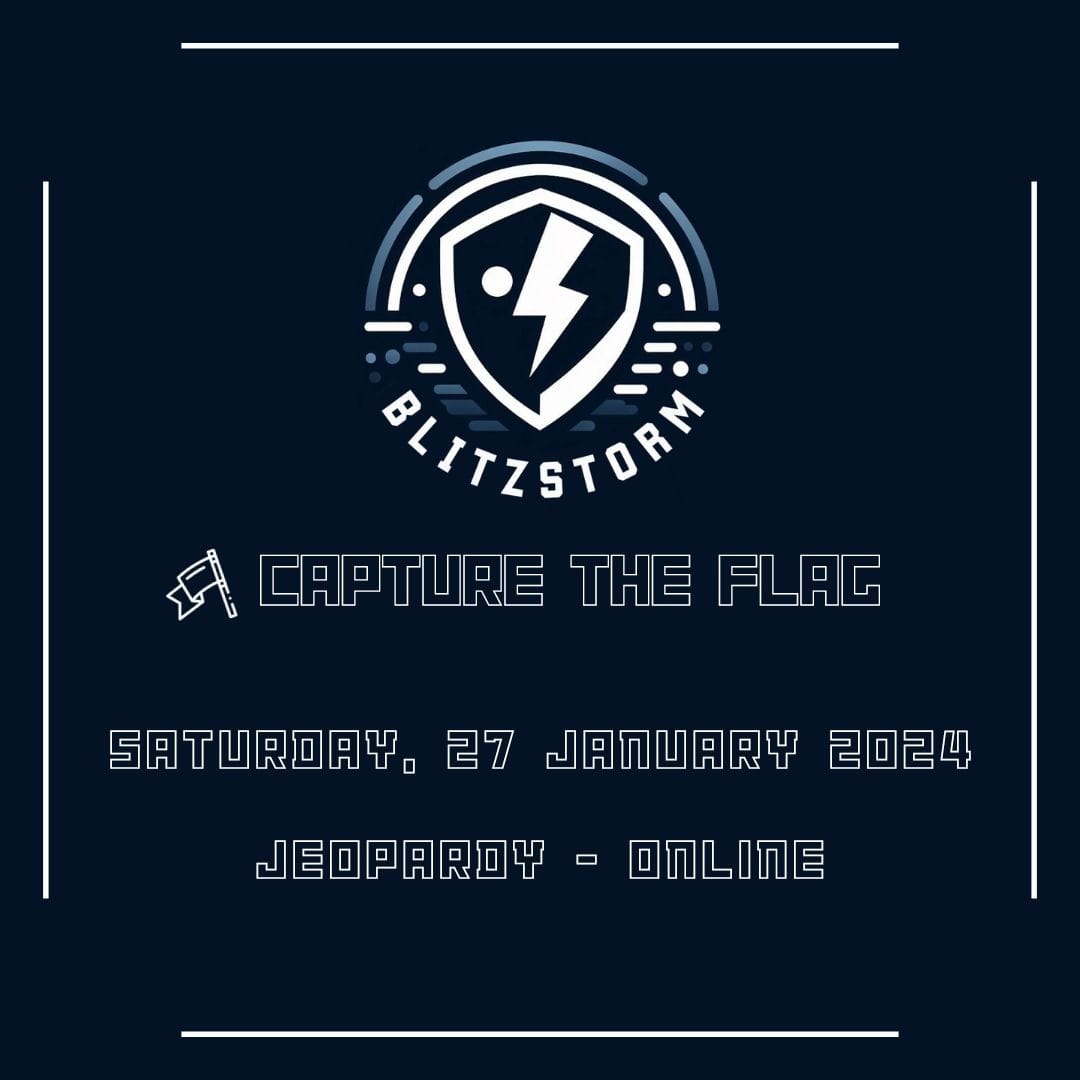 BLITZSTORM
CAPTURE THE FLAG
SATURDAY, 27 JANUARY 2024
JEOPARDY - ONLINE